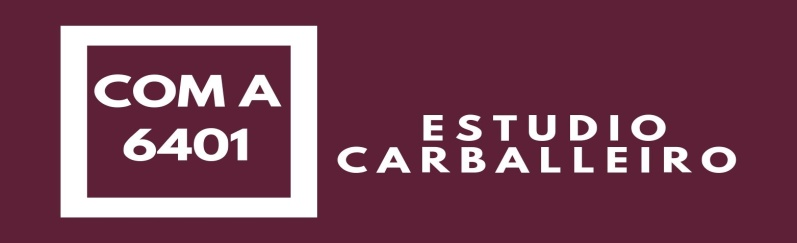 COM A
6401
ESTUDIO
CARBALLEIRO